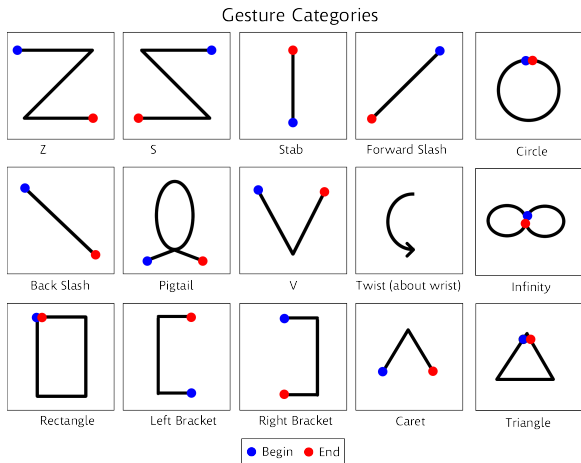 Gesture Categories
Z
S
Stab
Forward Slash
Circle
Back Slash
Pigtail
V
Twist (about wrist)
Infinity
Rectangle
Left Bracket
Right Bracket
Caret
Triangle
Begin
End